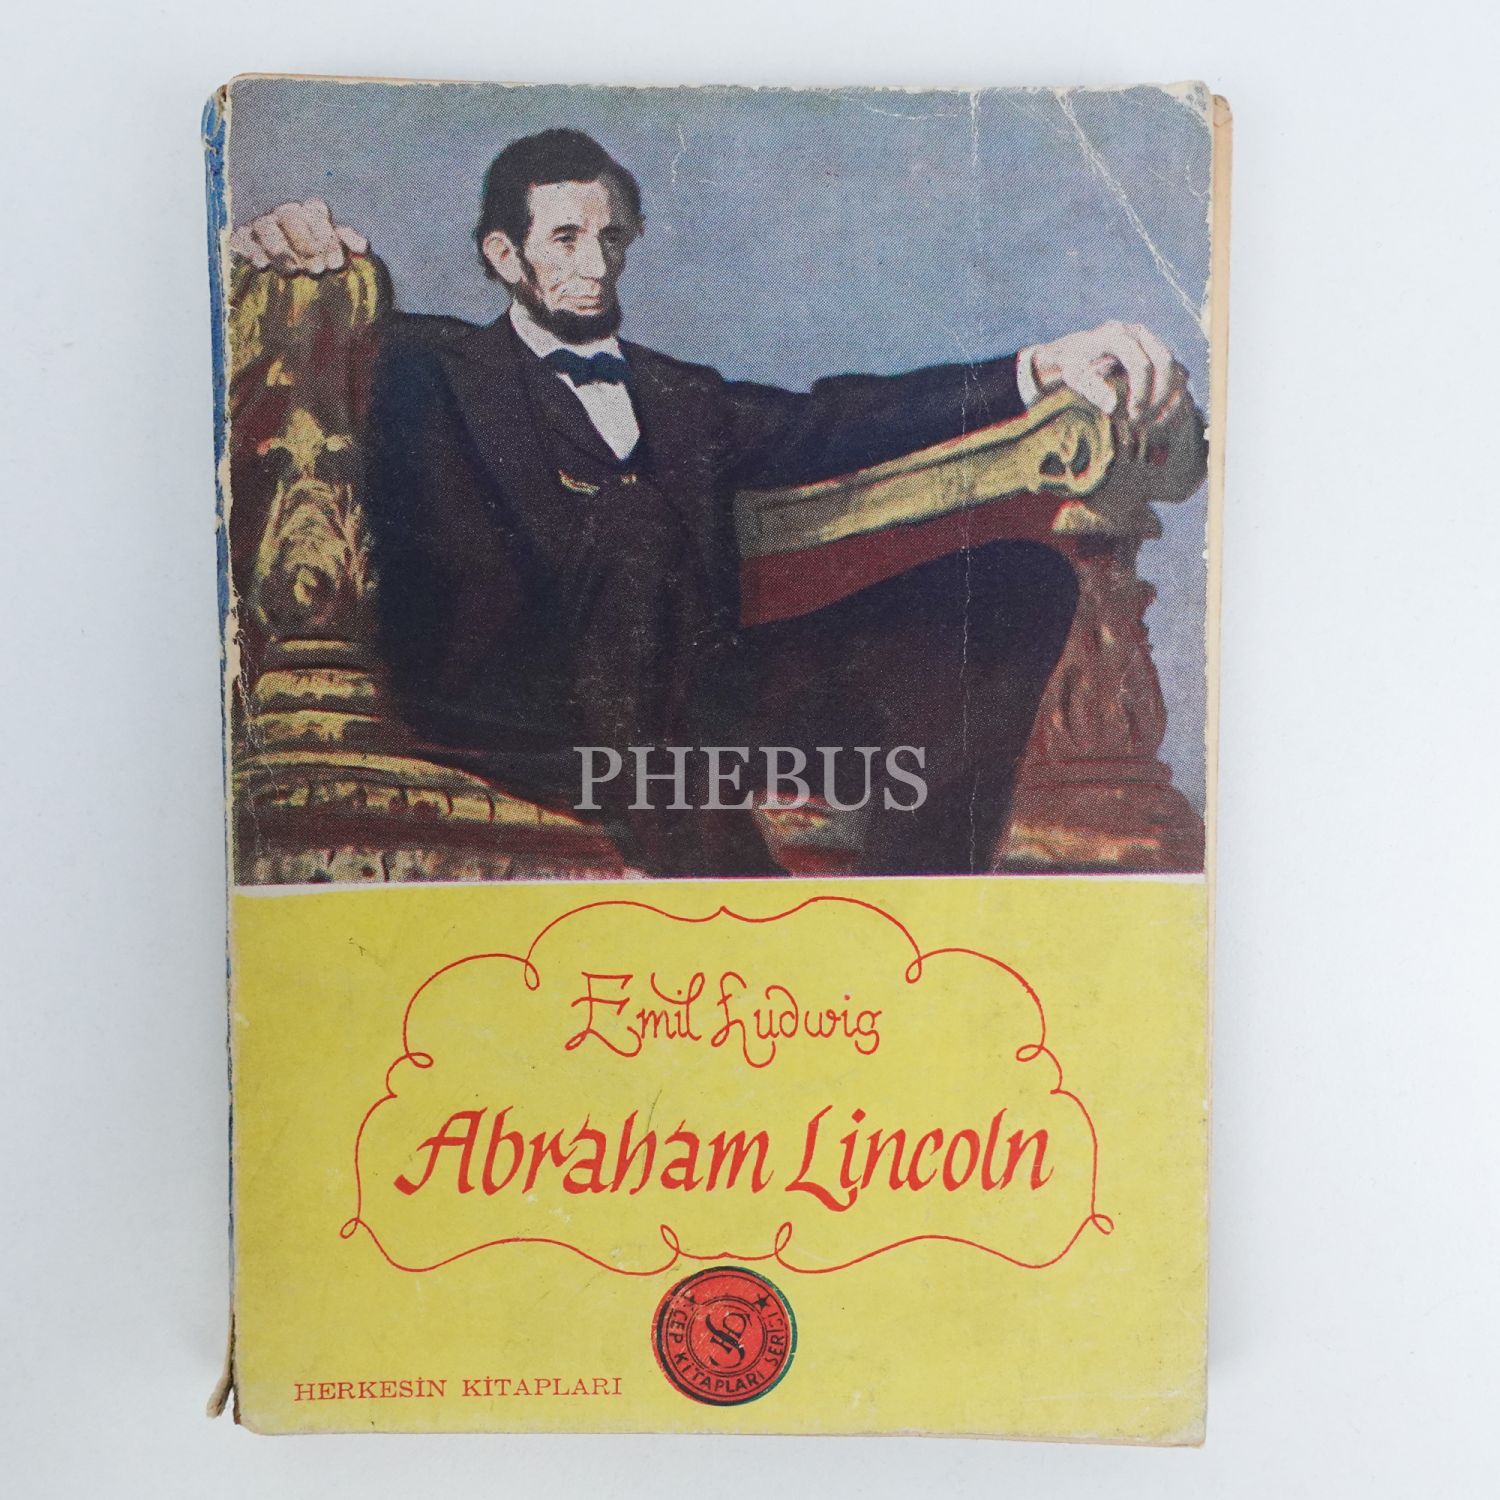 PHEBUS
Emil Ludwig
Abraham Lincoln
CEP KİTAPLARI SERİSİ
HERKESİN KİTAPLARI